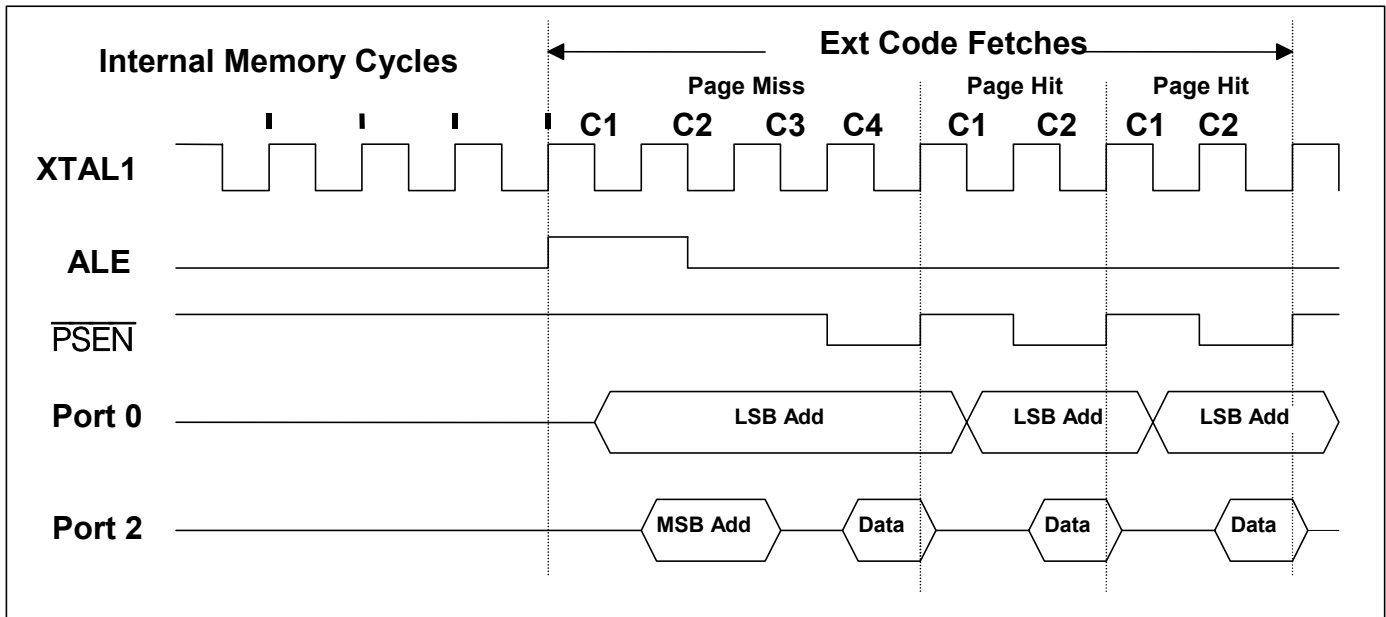 Internal Memory Cycles
Ext Code Fetches
Page Miss Page Hit Page Hit
C1 C2 C3 C4 C1 C2 C1 C2
XTAL1
ALE
PSEN
Port 0 LSB Add LSB Add LSB Add
Port 2 MSB Add Data Data Data